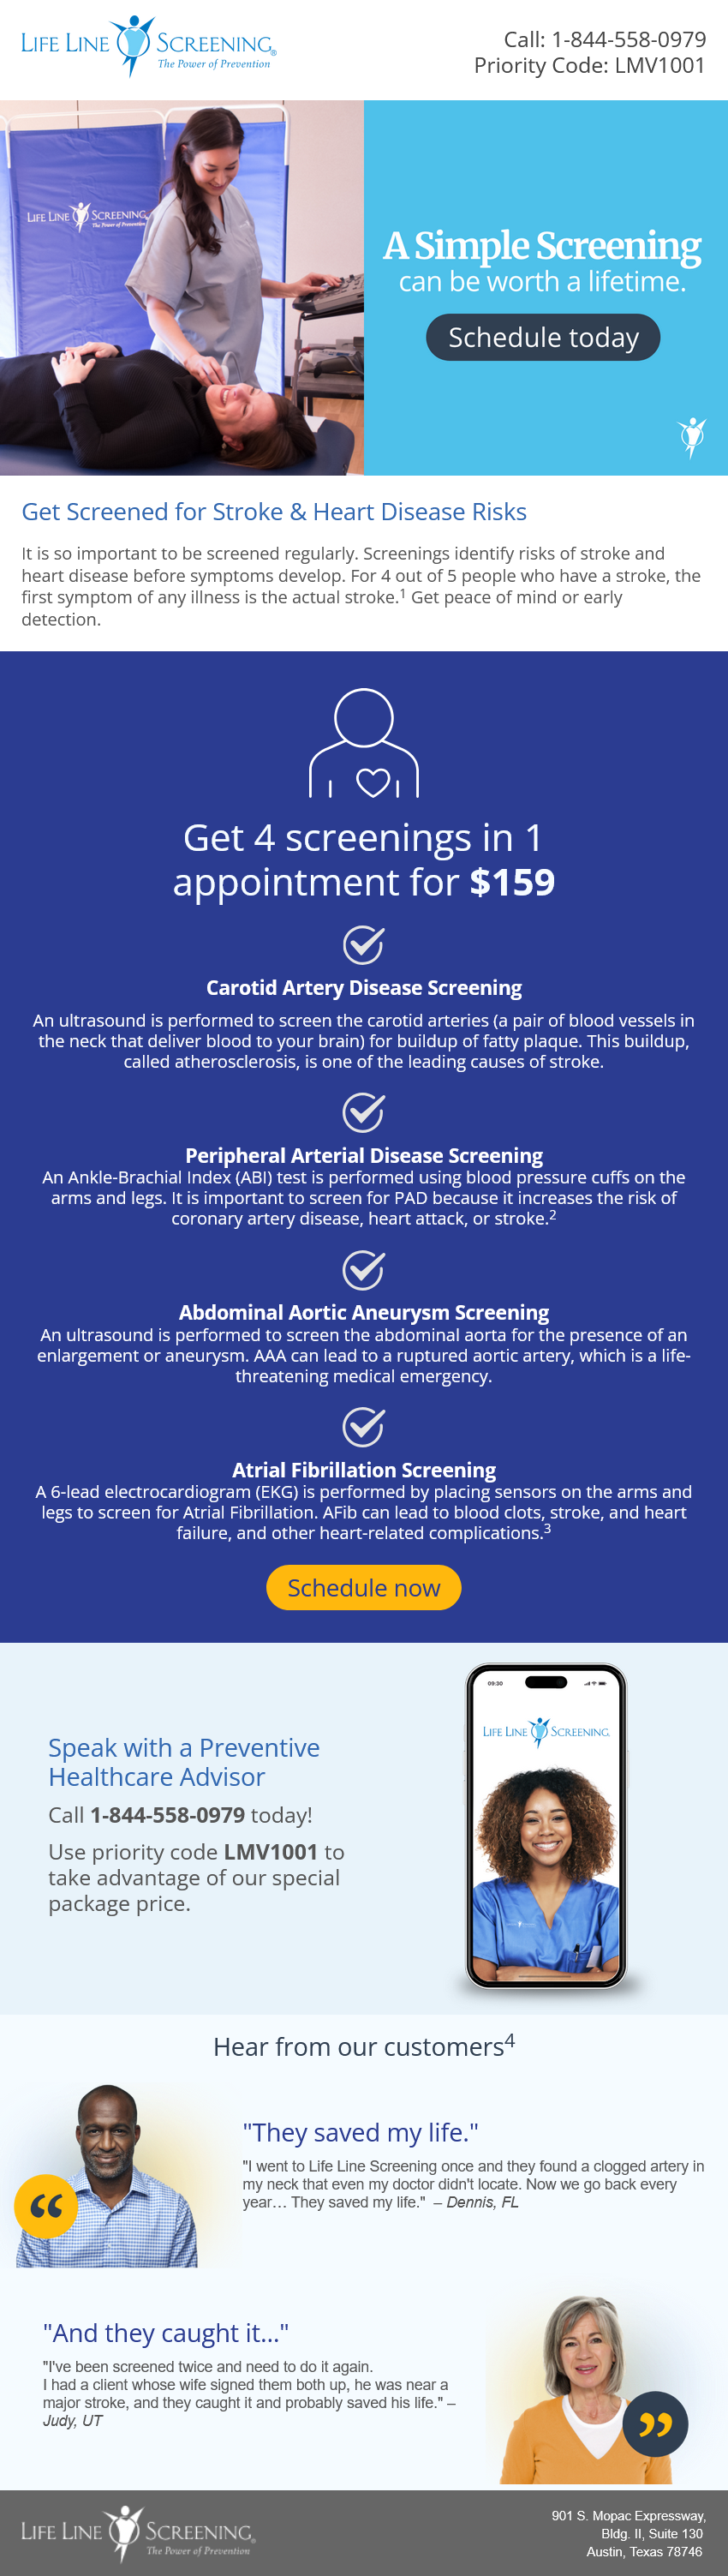 LIFE LINE SCREENING®
The Power of Prevention
Call: 1-844-558-0979
Priority Code: LMV1001
LIFE LINE SCREENING
The Power of Prevention
A Simple Screening
can be worth a lifetime.
Schedule today
Get Screened for Stroke & Heart Disease Risks
It is so important to be screened regularly. Screenings identify risks of stroke and
heart disease before symptoms develop. For 4 out of 5 people who have a stroke, the
first symptom of any illness is the actual stroke.1 Get peace of mind or early
detection.
Get 4 screenings in 1
appointment for $159
Carotid Artery Disease Screening
An ultrasound is performed to screen the carotid arteries (a pair of blood vessels in
the neck that deliver blood to your brain) for buildup of fatty plaque. This buildup,
called atherosclerosis, is one of the leading causes of stroke.
Peripheral Arterial Disease Screening
An Ankle-Brachial Index (ABI) test is performed using blood pressure cuffs on the
arms and legs. It is important to screen for PAD because it increases the risk of
coronary artery disease, heart attack, or stroke.2
Abdominal Aortic Aneurysm Screening
An ultrasound is performed to screen the abdominal aorta for the presence of an
enlargement or aneurysm. AAA can lead to a ruptured aortic artery, which is a life-
threatening medical emergency.
Atrial Fibrillation Screening
A 6-lead electrocardiogram (EKG) is performed by placing sensors on the arms and
legs to screen for Atrial Fibrillation. AFib can lead to blood clots, stroke, and heart
failure, and other heart-related complications.3
Schedule now
Speak with a Preventive
Healthcare Advisor
Call 1-844-558-0979 today!
Use priority code LMV1001 to
take advantage of our special
package price.
09:30
LIFE LINE SCREENING
Hear from our customers4
"They saved my life."
"I went to Life Line Screening once and they found a clogged artery in
my neck that even my doctor didn't locate. Now we go back every
year… They saved my life." – Dennis, FL
"And they caught it..."
"I've been screened twice and need to do it again.
I had a client whose wife signed them both up, he was near a
major stroke, and they caught it and probably saved his life." –
Judy, UT
LIFE LINE SCREENING®
The Power of Prevention
901 S. Mopac Expressway,
Bldg. II, Suite 130
Austin, Texas 78746